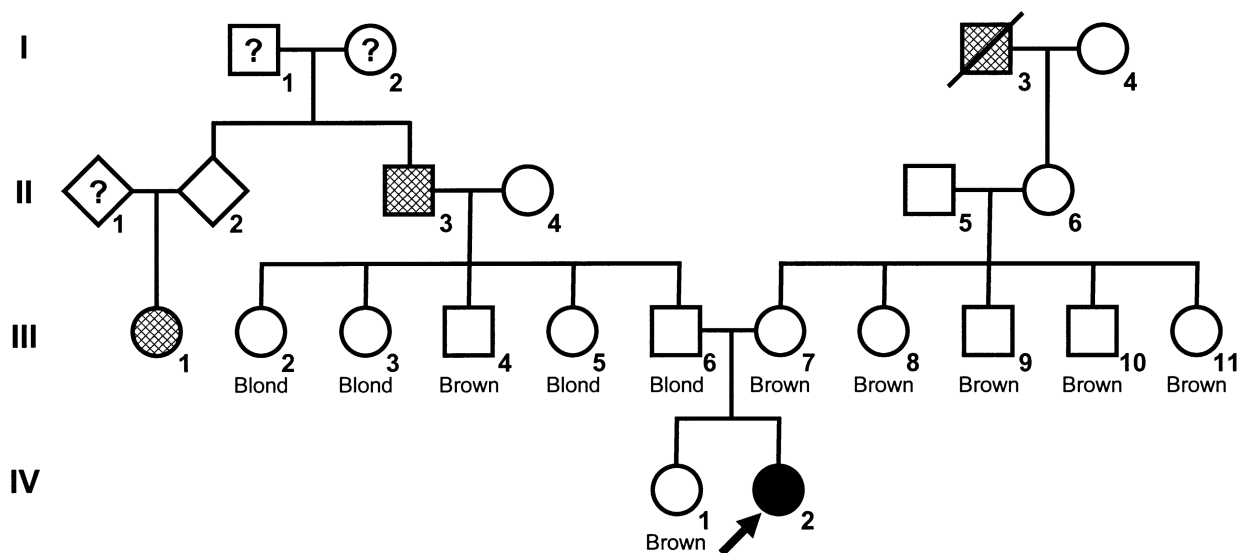 I
? ?
1 2 3 4
II
?
1 2 3 4 5 6
III
1 2 3 4 5 6 7 8 9 10 11
Blond Blond Brown Blond Blond Brown Brown Brown Brown Brown
IV
1 2
Brown